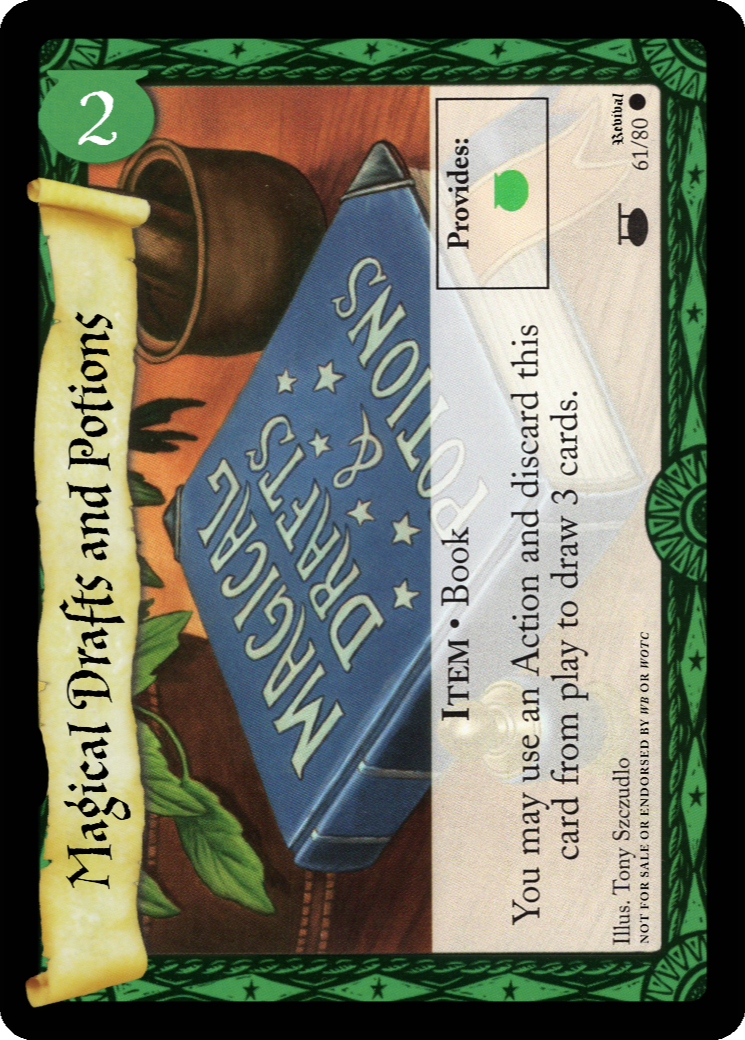 2
Magical Drafts and Potions
MAGICAL
DRAFTS
&
POTIONS
ITEM • Book
Provides:
You may use an Action and discard this
card from play to draw 3 cards.
Illus. Tony Szczudlo
NOT FOR SALE OR ENDORSED BY WB OR WOTC
Revival
61/80